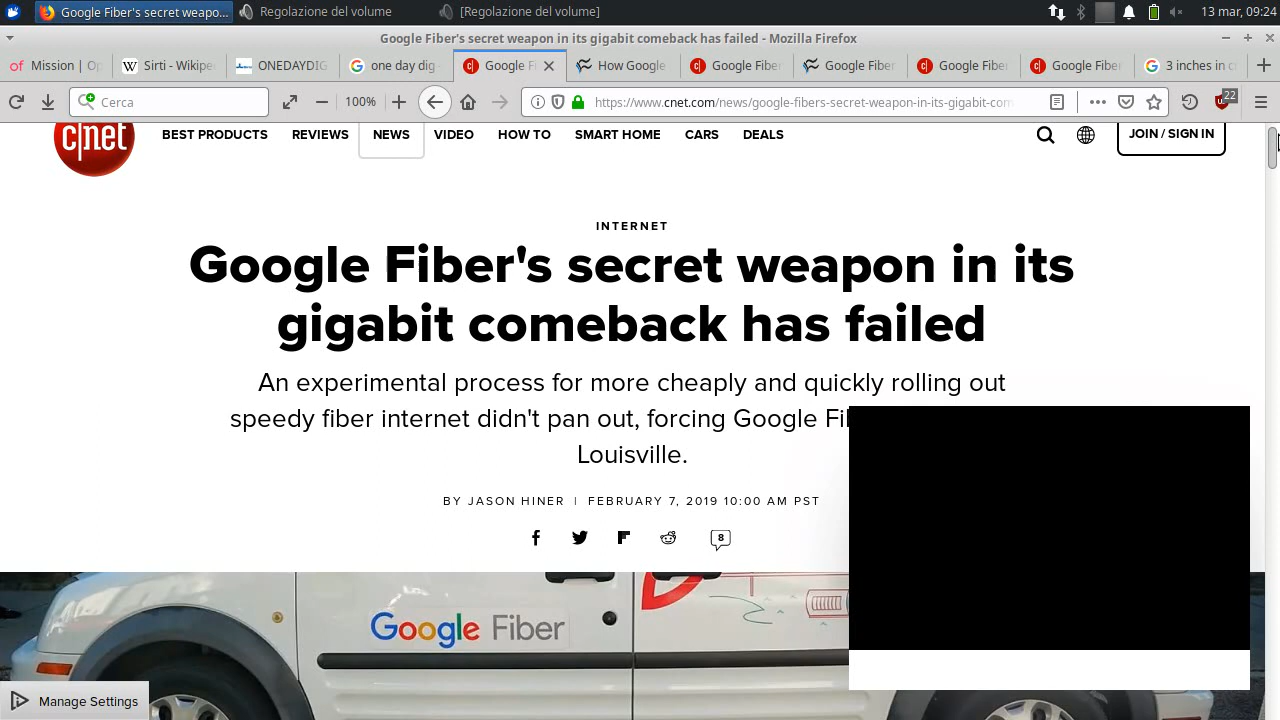 Google Fiber's secret weapo...
Regolazione del volume
[Regolazione del volume]
13 mar, 09:24
Google Fiber's secret weapon in its gigabit comeback has failed - Mozilla Firefox
Mission | Op
Sirti - Wikipe
ONEDAYDIG
one day dig
Google Fi
How Google
Google Fiber
Google Fiber
Google Fiber
Google Fiber
3 inches in c
Cerca
100%
https://www.cnet.com/news/google-fibers-secret-weapon-in-its-gigabit-com
22
c|net
BEST PRODUCTS
REVIEWS
NEWS
VIDEO
HOW TO
SMART HOME
CARS
DEALS
JOIN / SIGN IN
INTERNET
Google Fiber's secret weapon in its
gigabit comeback has failed
An experimental process for more cheaply and quickly rolling out
speedy fiber internet didn't pan out, forcing Google Fi
Louisville.
BY JASON HINER | FEBRUARY 7, 2019 10:00 AM PST
8
Google Fiber
Manage Settings